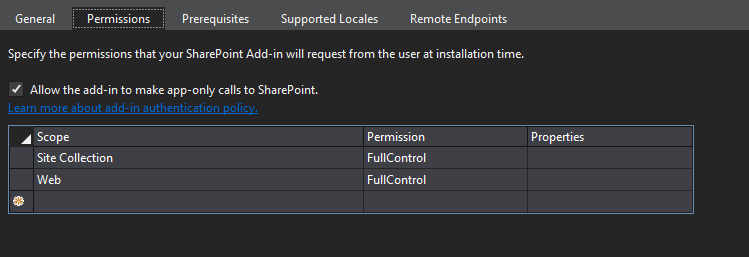 General Permissions Prerequisites Supported Locales Remote Endpoints
Specify the permissions that your SharePoint Add-in will request from the user at installation time.
Allow the add-in to make app-only calls to SharePoint.
Learn more about add-in authentication policy.
Scope Permission Properties
Site Collection FullControl
Web FullControl